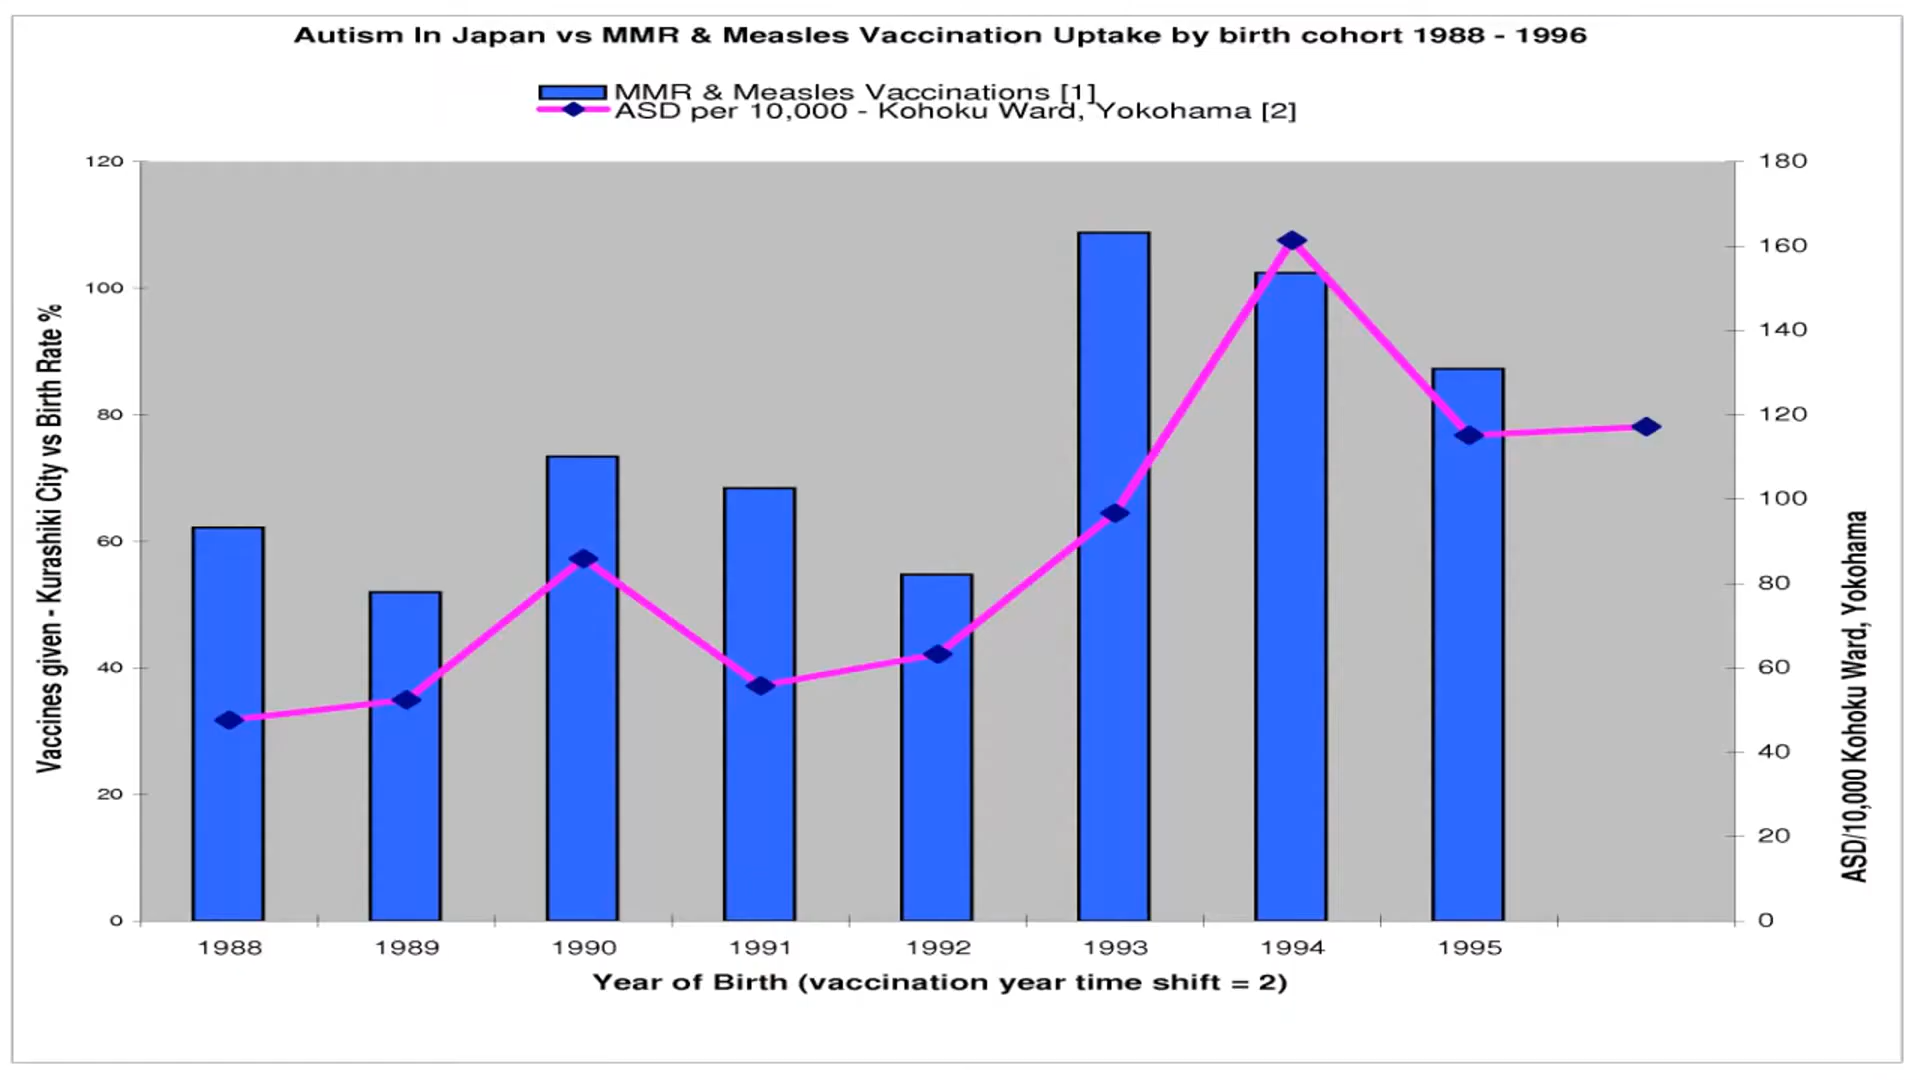 Autism In Japan vs MMR & Measles Vaccination Uptake by birth cohort 1988 - 1996
MMR & Measles Vaccinations [1]
ASD per 10,000 - Kohoku Ward, Yokohama [2]
Vaccines given - Kurashiki City vs Birth Rate %
120
100
80
60
40
20
0
180
160
140
120
100
80
60
40
20
0
ASD/10,000 Kohoku Ward, Yokohama
1988 1989 1990 1991 1992 1993 1994 1995
Year of Birth (vaccination year time shift = 2)